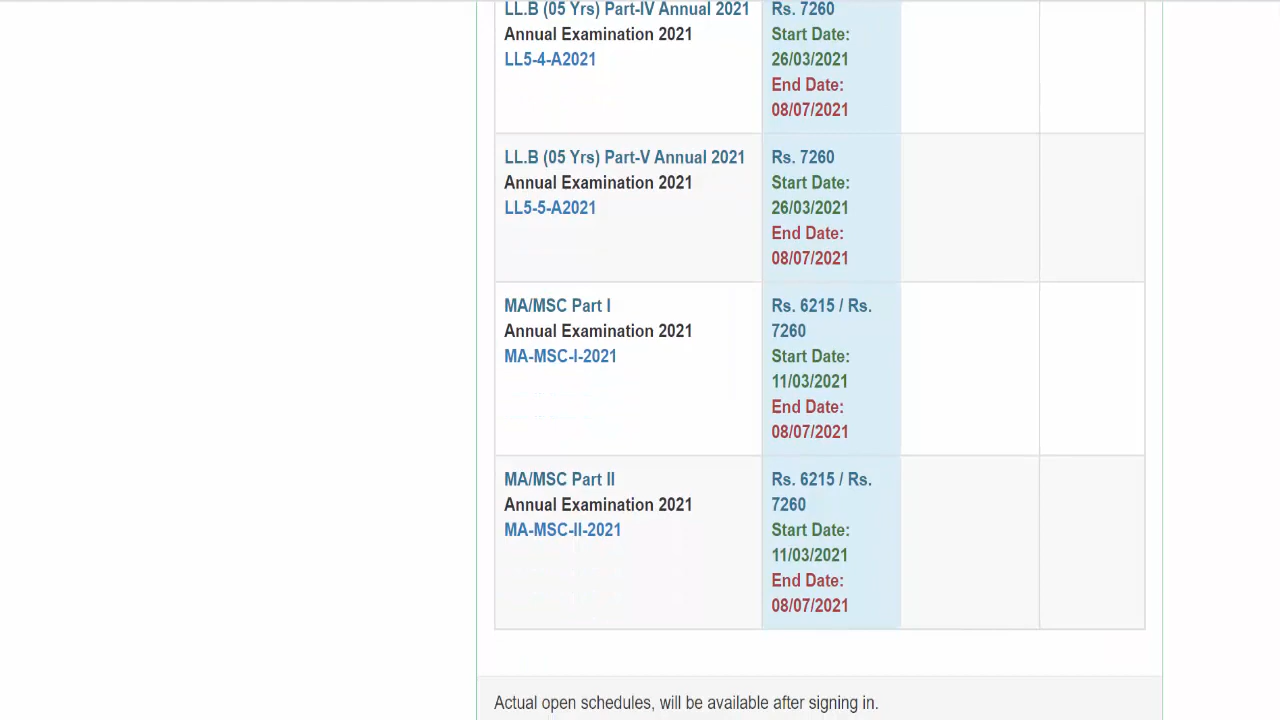 LL.B (05 Yrs) Part-IV Annual 2021
Annual Examination 2021
LL5-4-A2021
Rs. 7260
Start Date:
26/03/2021
End Date:
08/07/2021
LL.B (05 Yrs) Part-V Annual 2021
Annual Examination 2021
LL5-5-A2021
Rs. 7260
Start Date:
26/03/2021
End Date:
08/07/2021
MA/MSC Part I
Annual Examination 2021
MA-MSC-I-2021
Rs. 6215 / Rs.
7260
Start Date:
11/03/2021
End Date:
08/07/2021
MA/MSC Part II
Annual Examination 2021
MA-MSC-II-2021
Rs. 6215 / Rs.
7260
Start Date:
11/03/2021
End Date:
08/07/2021
Actual open schedules, will be available after signing in.